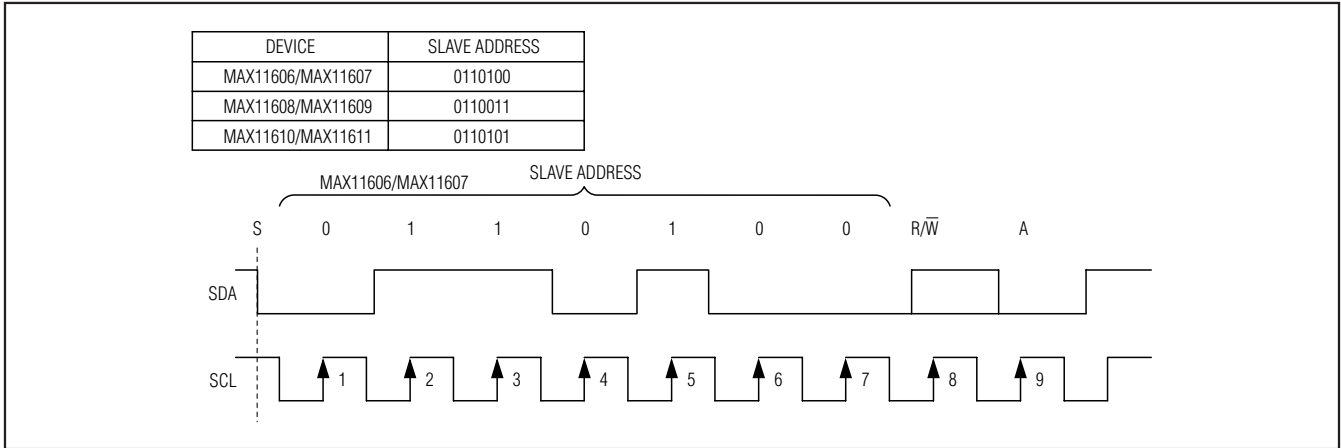 DEVICE SLAVE ADDRESS
MAX11606/MAX11607 0110100
MAX11608/MAX11609 0110011
MAX11610/MAX11611 0110101
MAX11606/MAX11607 SLAVE ADDRESS
S 0 1 1 0 1 0 0 R/W̅ A
SDA
SCL 1 2 3 4 5 6 7 8 9